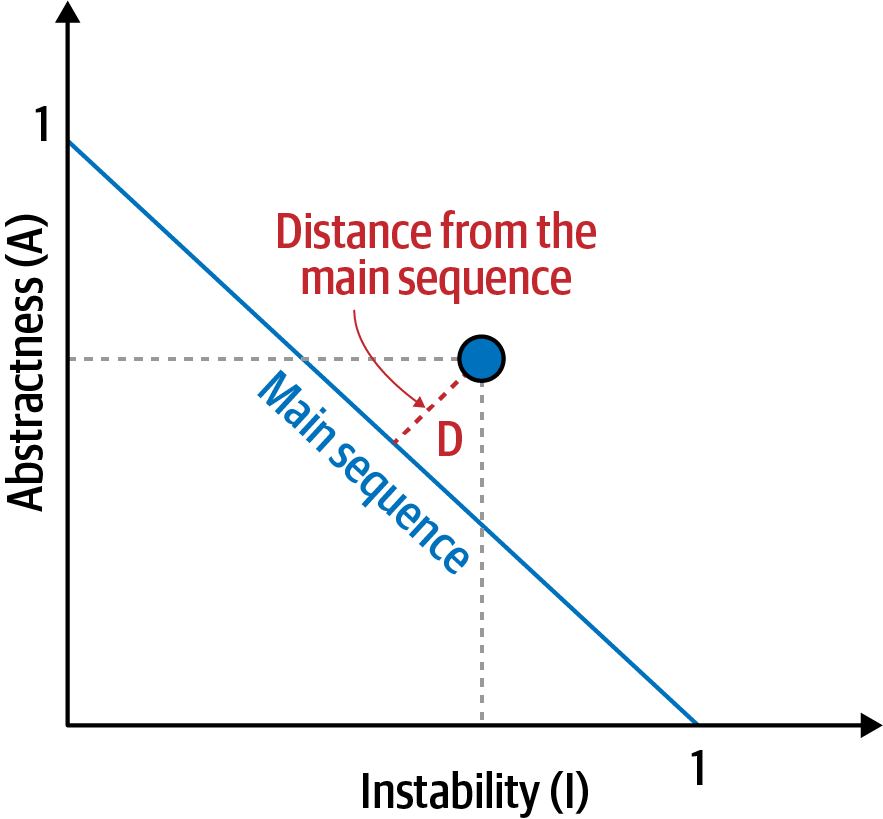 1
Abstractness (A)
Distance from the
main sequence
D
Main sequence
1
Instability (I)